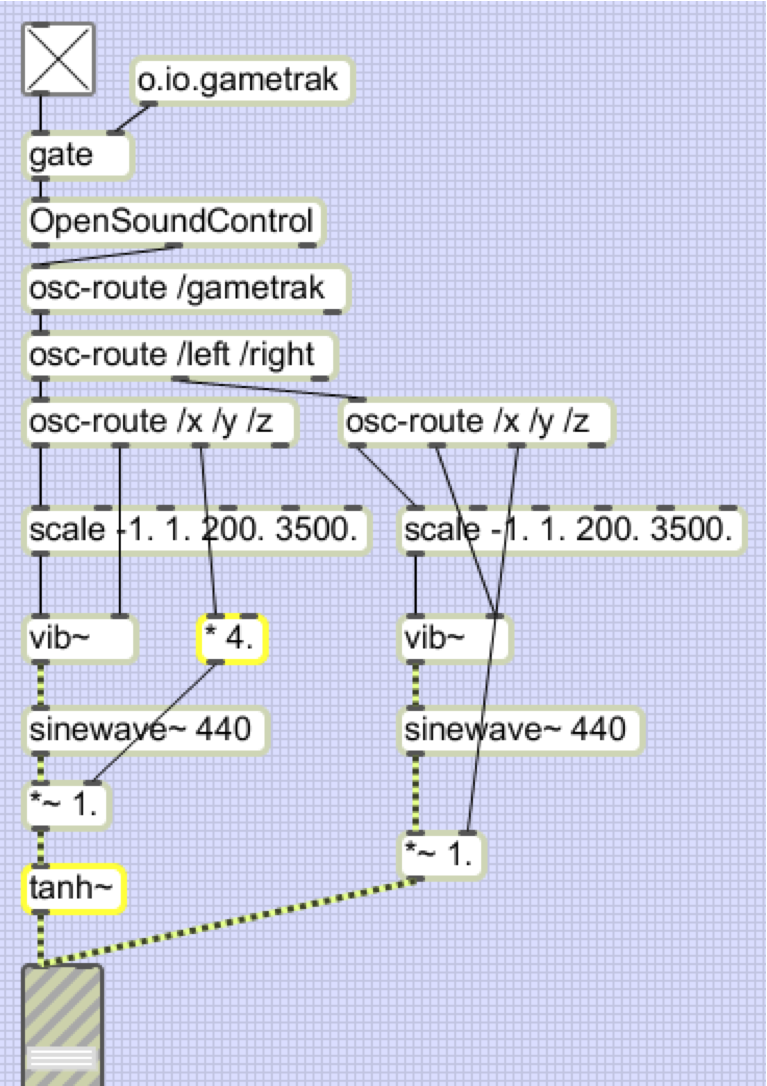 o.io.gametrak
gate
OpenSoundControl
osc-route /gametrak
osc-route /left /right
osc-route /x /y /z
osc-route /x /y /z
scale -1. 1. 200. 3500.
scale -1. 1. 200. 3500.
vib~
* 4.
vib~
sinewave~ 440
sinewave~ 440
*~ 1.
*~ 1.
tanh~